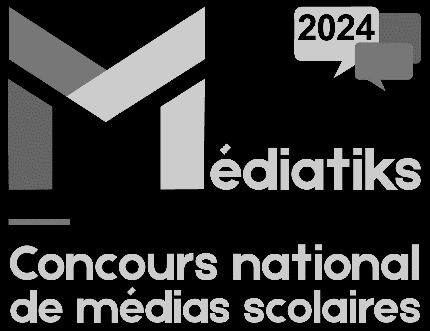 2024
Médiatiks
Concours national
de médias scolaires